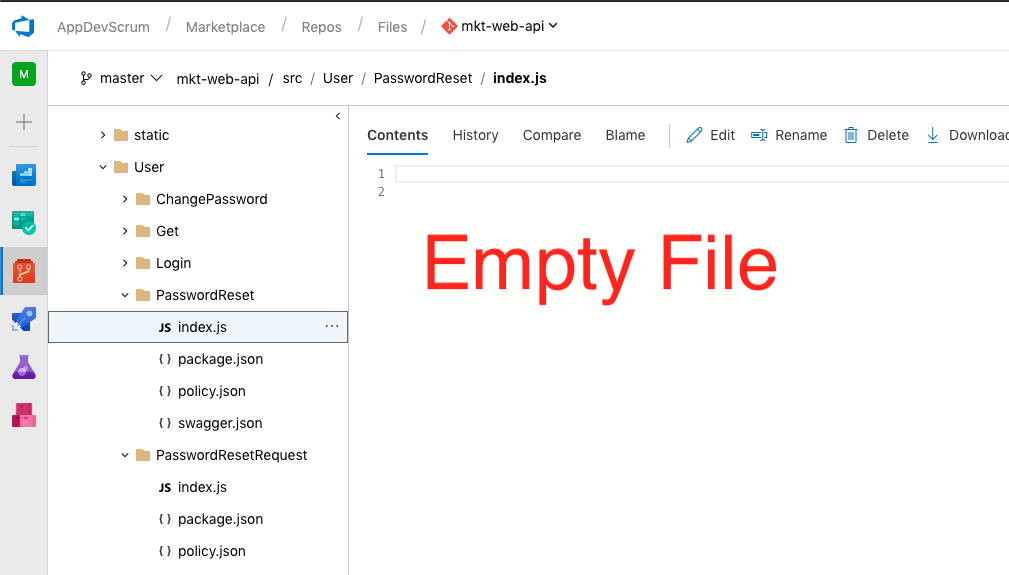 AppDevScrum / Marketplace / Repos / Files / mkt-web-api
M
master mkt-web-api / src / User / PasswordReset / index.js
static
User
ChangePassword
Get
Login
PasswordReset
JS index.js ...
{ } package.json
{ } policy.json
{ } swagger.json
PasswordResetRequest
JS index.js
{ } package.json
{ } policy.json
Contents History Compare Blame Edit Rename Delete Download
1
2
Empty File